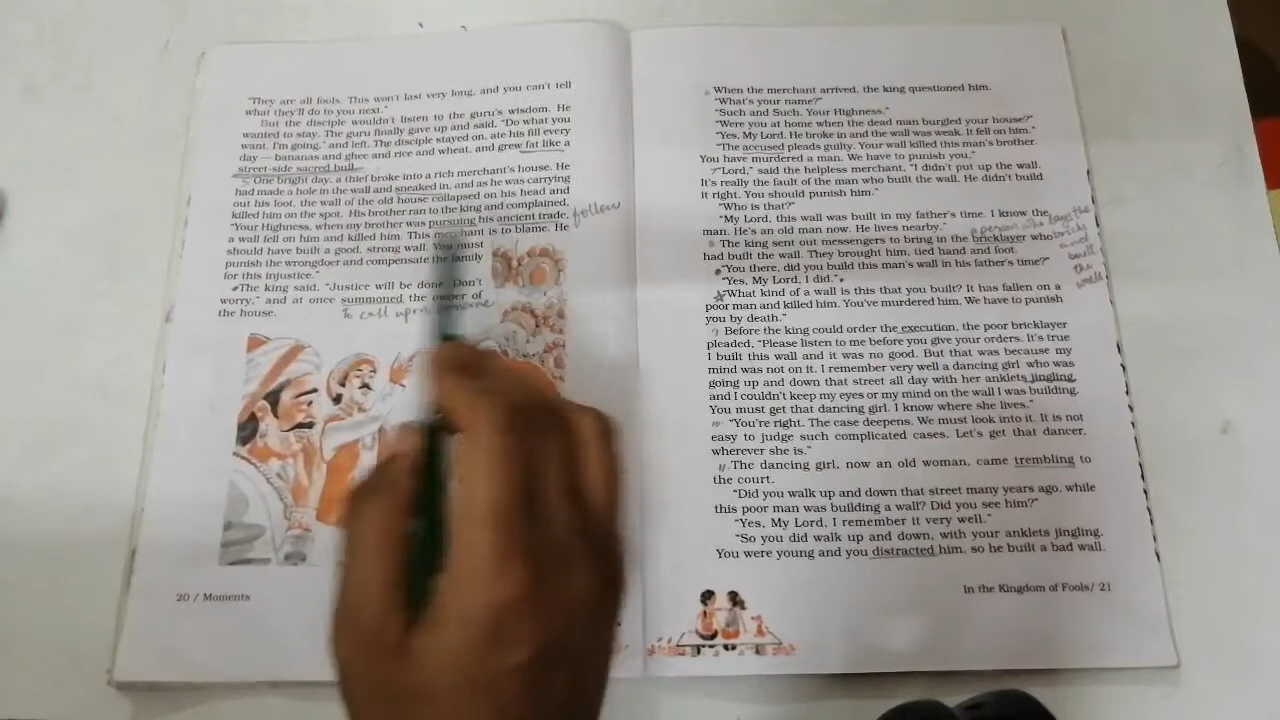 "They are all fools. This won't last very long, and you can't tell
what they'll do to you next."
But the disciple wouldn't listen to the guru's wisdom. He
wanted to stay. The guru finally gave up and said, "Do what you
want. I'm going," and left. The disciple stayed on, ate his fill every
day — bananas and ghee and rice and wheat, and grew fat like a
street-side sacred bull.
One bright day, a thief broke into a rich merchant's house. He
had made a hole in the wall and sneaked in, and as he was carrying
out his loot, the wall of the old house collapsed on his head and
killed him on the spot. His brother ran to the king and complained,
"Your Highness, when my brother was pursuing his ancient trade, follow
a wall fell on him and killed him. This merchant is to blame. He
should have built a good, strong wall. You must
punish the wrongdoer and compensate the family
for this injustice."
The king said, "Justice will be done. Don't
worry," and at once summoned the owner of
the house. To call upon someone
20 / Moments
When the merchant arrived, the king questioned him.
"What's your name?"
"Such and Such, Your Highness."
"Were you at home when the dead man burgled your house?"
"Yes, My Lord. He broke in and the wall was weak. It fell on him."
"The accused pleads guilty. Your wall killed this man's brother.
You have murdered a man. We have to punish you."
"Lord," said the helpless merchant, "I didn't put up the wall.
It's really the fault of the man who built the wall. He didn't build
it right. You should punish him."
"Who is that?"
"My Lord, this wall was built in my father's time. I know the
man. He's an old man now. He lives nearby."
a person who lays the bricks and built the walls
The king sent out messengers to bring in the bricklayer who
had built the wall. They brought him, tied hand and foot.
"You there, did you build this man's wall in his father's time?"
"Yes, My Lord, I did."
"What kind of a wall is this that you built? It has fallen on a
poor man and killed him. You've murdered him. We have to punish
you by death."
9 Before the king could order the execution, the poor bricklayer
pleaded, "Please listen to me before you give your orders. It's true
I built this wall and it was no good. But that was because my
mind was not on it. I remember very well a dancing girl who was
going up and down that street all day with her anklets jingling,
and I couldn't keep my eyes or my mind on the wall I was building.
You must get that dancing girl. I know where she lives."
10 "You're right. The case deepens. We must look into it. It is not
easy to judge such complicated cases. Let's get that dancer,
wherever she is."
11 The dancing girl, now an old woman, came trembling to
the court.
"Did you walk up and down that street many years ago, while
this poor man was building a wall? Did you see him?"
"Yes, My Lord, I remember it very well."
"So you did walk up and down, with your anklets jingling.
You were young and you distracted him, so he built a bad wall.
In the Kingdom of Fools/ 21